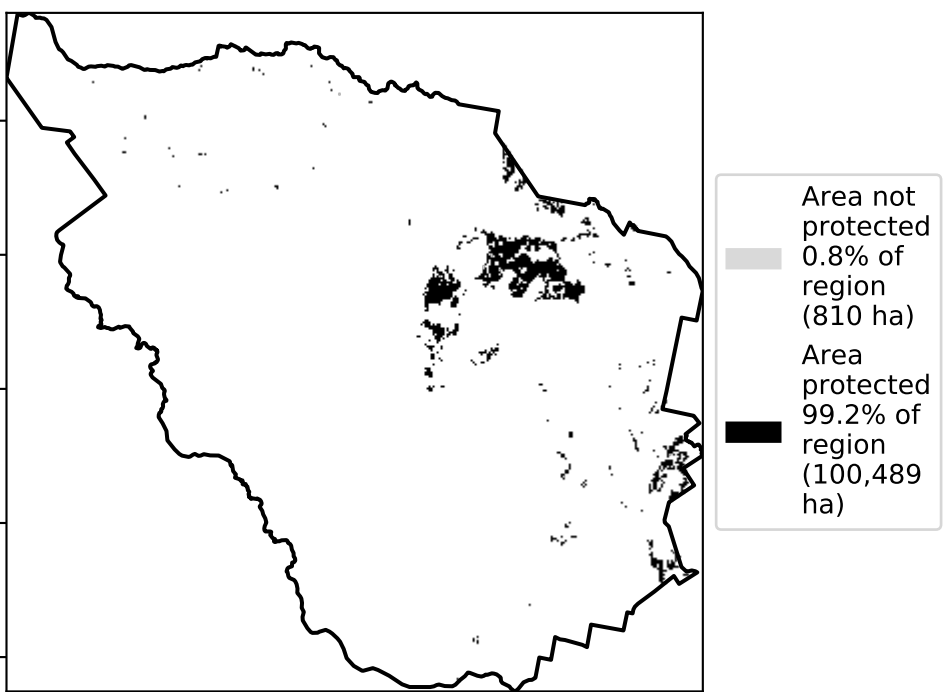 Area not
protected
0.8% of
region
(810 ha)
Area
protected
99.2% of
region
(100,489
ha)